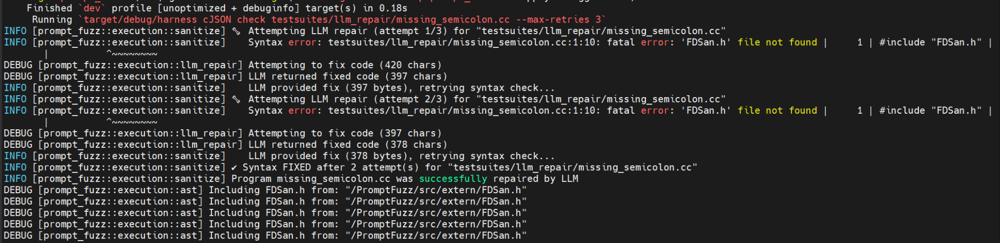 Finished `dev` profile [unoptimized + debuginfo] target(s) in 0.18s
Running `target/debug/harness cJSON check testsuites/llm_repair/missing_semicolon.cc --max-retries 3`
INFO [prompt_fuzz::execution::sanitize] 🔧 Attempting LLM repair (attempt 1/3) for "testsuites/llm_repair/missing_semicolon.cc"
INFO [prompt_fuzz::execution::sanitize]    Syntax error: testsuites/llm_repair/missing_semicolon.cc:1:10: fatal error: 'FDSan.h' file not found |     1 | #include "FDSan.h" |
|          ^~~~~~~~~
DEBUG [prompt_fuzz::execution::llm_repair] Attempting to fix code (420 chars)
DEBUG [prompt_fuzz::execution::llm_repair] LLM returned fixed code (397 chars)
INFO [prompt_fuzz::execution::sanitize]    LLM provided fix (397 bytes), retrying syntax check...
INFO [prompt_fuzz::execution::sanitize] 🔧 Attempting LLM repair (attempt 2/3) for "testsuites/llm_repair/missing_semicolon.cc"
INFO [prompt_fuzz::execution::sanitize]    Syntax error: testsuites/llm_repair/missing_semicolon.cc:1:10: fatal error: 'FDSan.h' file not found |     1 | #include "FDSan.h" |
|          ^~~~~~~~~
DEBUG [prompt_fuzz::execution::llm_repair] Attempting to fix code (397 chars)
DEBUG [prompt_fuzz::execution::llm_repair] LLM returned fixed code (378 chars)
INFO [prompt_fuzz::execution::sanitize]    LLM provided fix (378 bytes), retrying syntax check...
INFO [prompt_fuzz::execution::sanitize] ✔ Syntax FIXED after 2 attempt(s) for "testsuites/llm_repair/missing_semicolon.cc"
INFO [prompt_fuzz::execution::sanitize] Program missing_semicolon.cc was successfully repaired by LLM
DEBUG [prompt_fuzz::execution::ast] Including FDSan.h from: "/PromptFuzz/src/extern/FDSan.h"
DEBUG [prompt_fuzz::execution::ast] Including FDSan.h from: "/PromptFuzz/src/extern/FDSan.h"
DEBUG [prompt_fuzz::execution::ast] Including FDSan.h from: "/PromptFuzz/src/extern/FDSan.h"
DEBUG [prompt_fuzz::execution::ast] Including FDSan.h from: "/PromptFuzz/src/extern/FDSan.h"
DEBUG [prompt_fuzz::execution::ast] Including FDSan.h from: "/PromptFuzz/src/extern/FDSan.h"